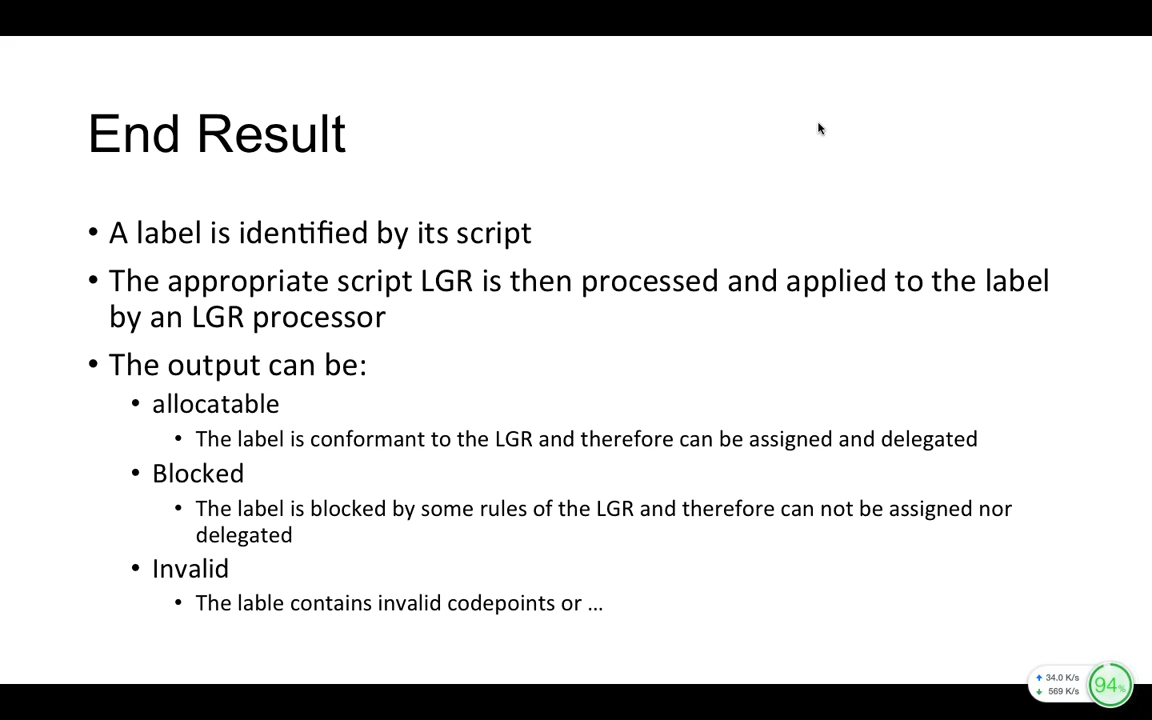 End Result
• A label is identified by its script
• The appropriate script LGR is then processed and applied to the label
by an LGR processor
• The output can be:
• allocatable
• The label is conformant to the LGR and therefore can be assigned and delegated
• Blocked
• The label is blocked by some rules of the LGR and therefore can not be assigned nor
delegated
• Invalid
• The lable contains invalid codepoints or ...
34.0 K/s
569 K/s
94%